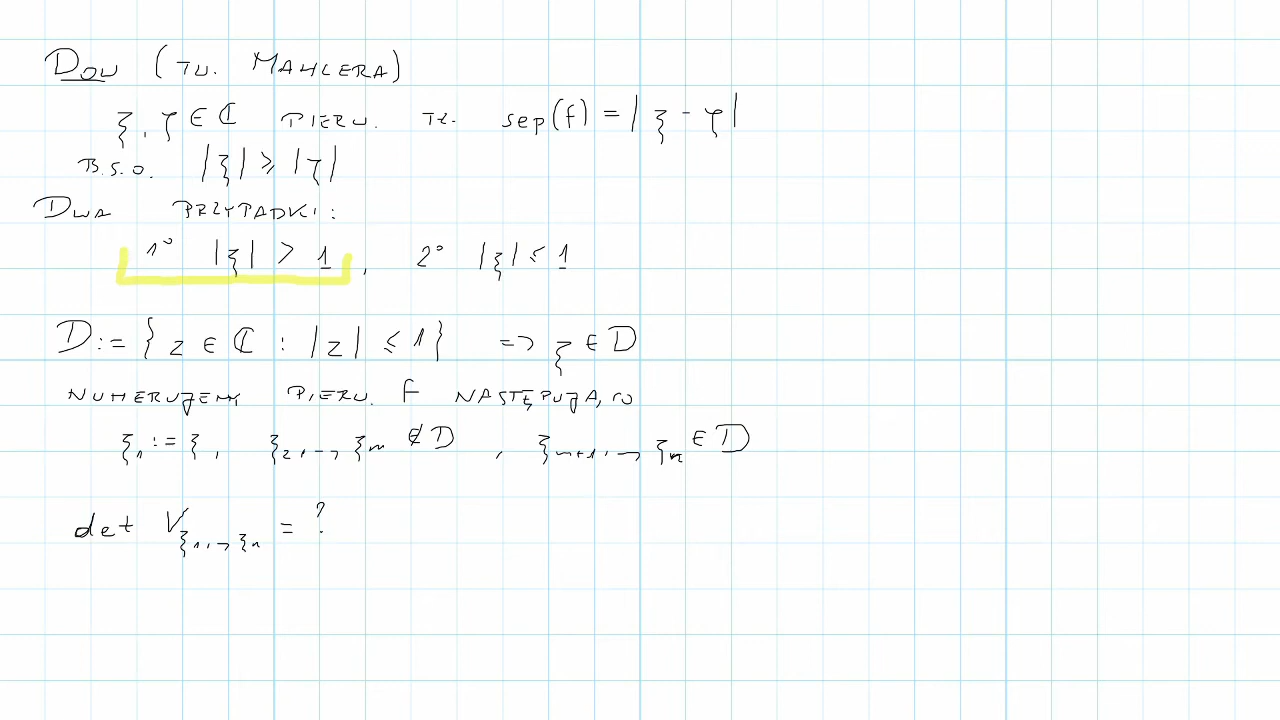 Dow (Tw. Mahlera)
ξ, ζ ∈ ℂ pierw. tż. sep(f) = |ξ - ζ|
B.s.o. |ξ| ≥ |ζ|
Dwa przypadki:
1° |ξ| > 1, 2° |ξ| ≤ 1
D := {z ∈ ℂ : |z| ≤ 1} => ξ ∈ D
numerujemy pierw. f następująco
ξ₁ := ξ, ξ₂, ..., ξₘ ∉ D, ξₘ₊₁, ..., ξₙ ∈ D
det V_{ξ₁, ..., ξₙ} = ?